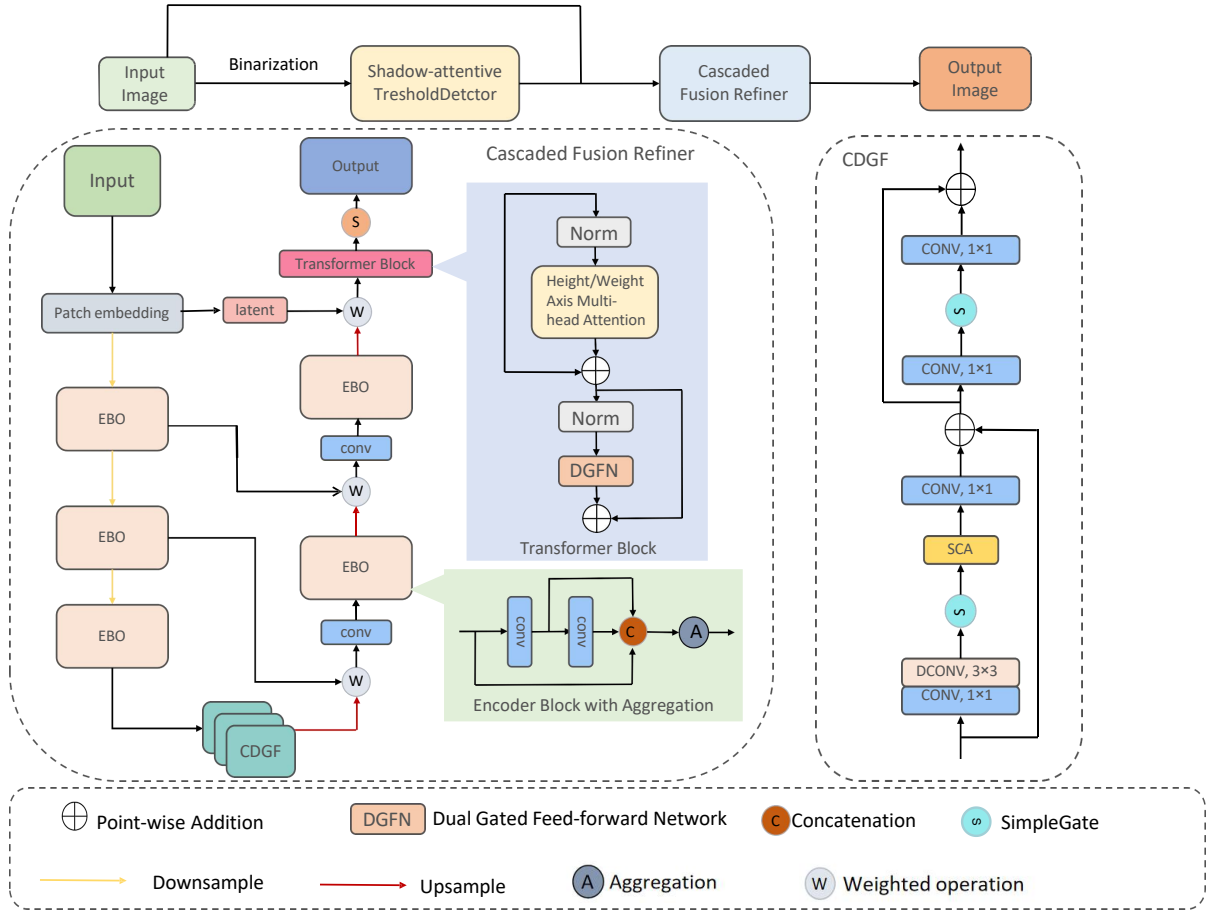 Input
Image
Binarization
Shadow-attentive
TresholdDetctor
Cascaded
Fusion Refiner
Output
Image
Cascaded Fusion Refiner
Input
Output
S
Transformer Block
Patch embedding
latent
W
EBO
EBO
conv
W
EBO
EBO
conv
EBO
W
CDGF
Norm
Height/Weight
Axis Multi-
head Attention
Norm
DGFN
Transformer Block
conv
conv
C
A
Encoder Block with Aggregation
CDGF
CONV, 1×1
S
CONV, 1×1
CONV, 1×1
SCA
S
DCONV, 3×3
CONV, 1×1
Point-wise Addition
DGFN
Dual Gated Feed-forward Network
C
Concatenation
S
SimpleGate
Downsample
Upsample
A
Aggregation
W
Weighted operation